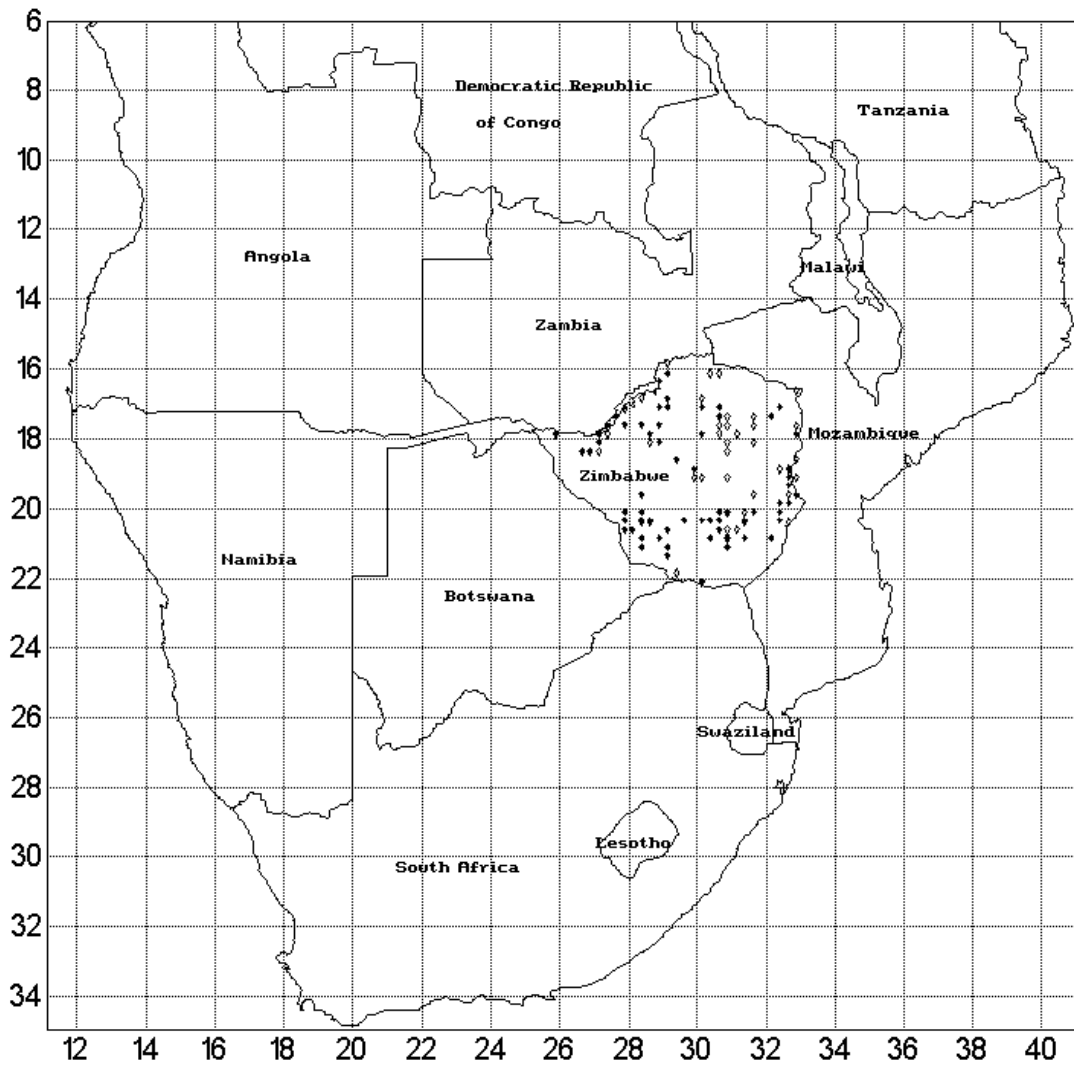 6
8
Democratic Republic
of Congo
Tanzania
10
12
Angola
Malawi
14
Zambia
16
18
Mozambique
Zimbabwe
20
Namibia
22
Botswana
24
26
Swaziland
28
Lesotho
30
South Africa
32
34
12 14 16 18 20 22 24 26 28 30 32 34 36 38 40